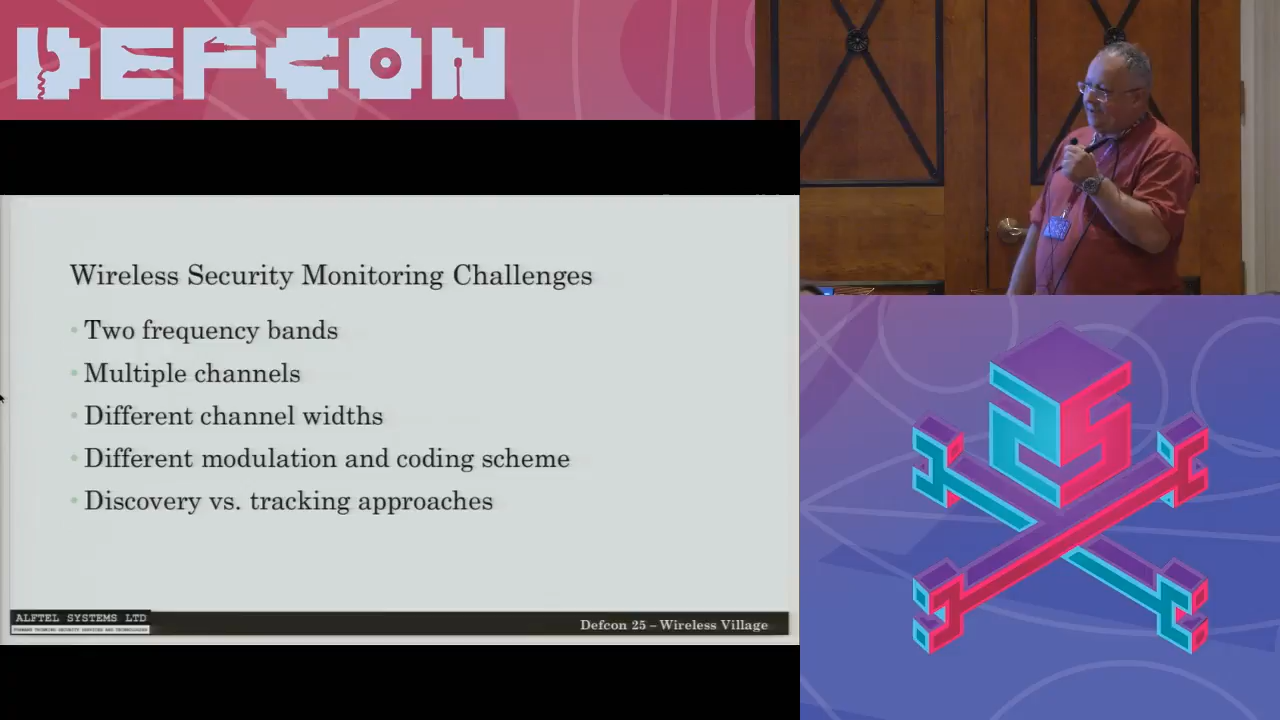 DEFCON
Wireless Security Monitoring Challenges
• Two frequency bands
• Multiple channels
• Different channel widths
• Different modulation and coding scheme
• Discovery vs. tracking approaches
ALFTEL SYSTEMS LTD
Defcon 25 – Wireless Village
25